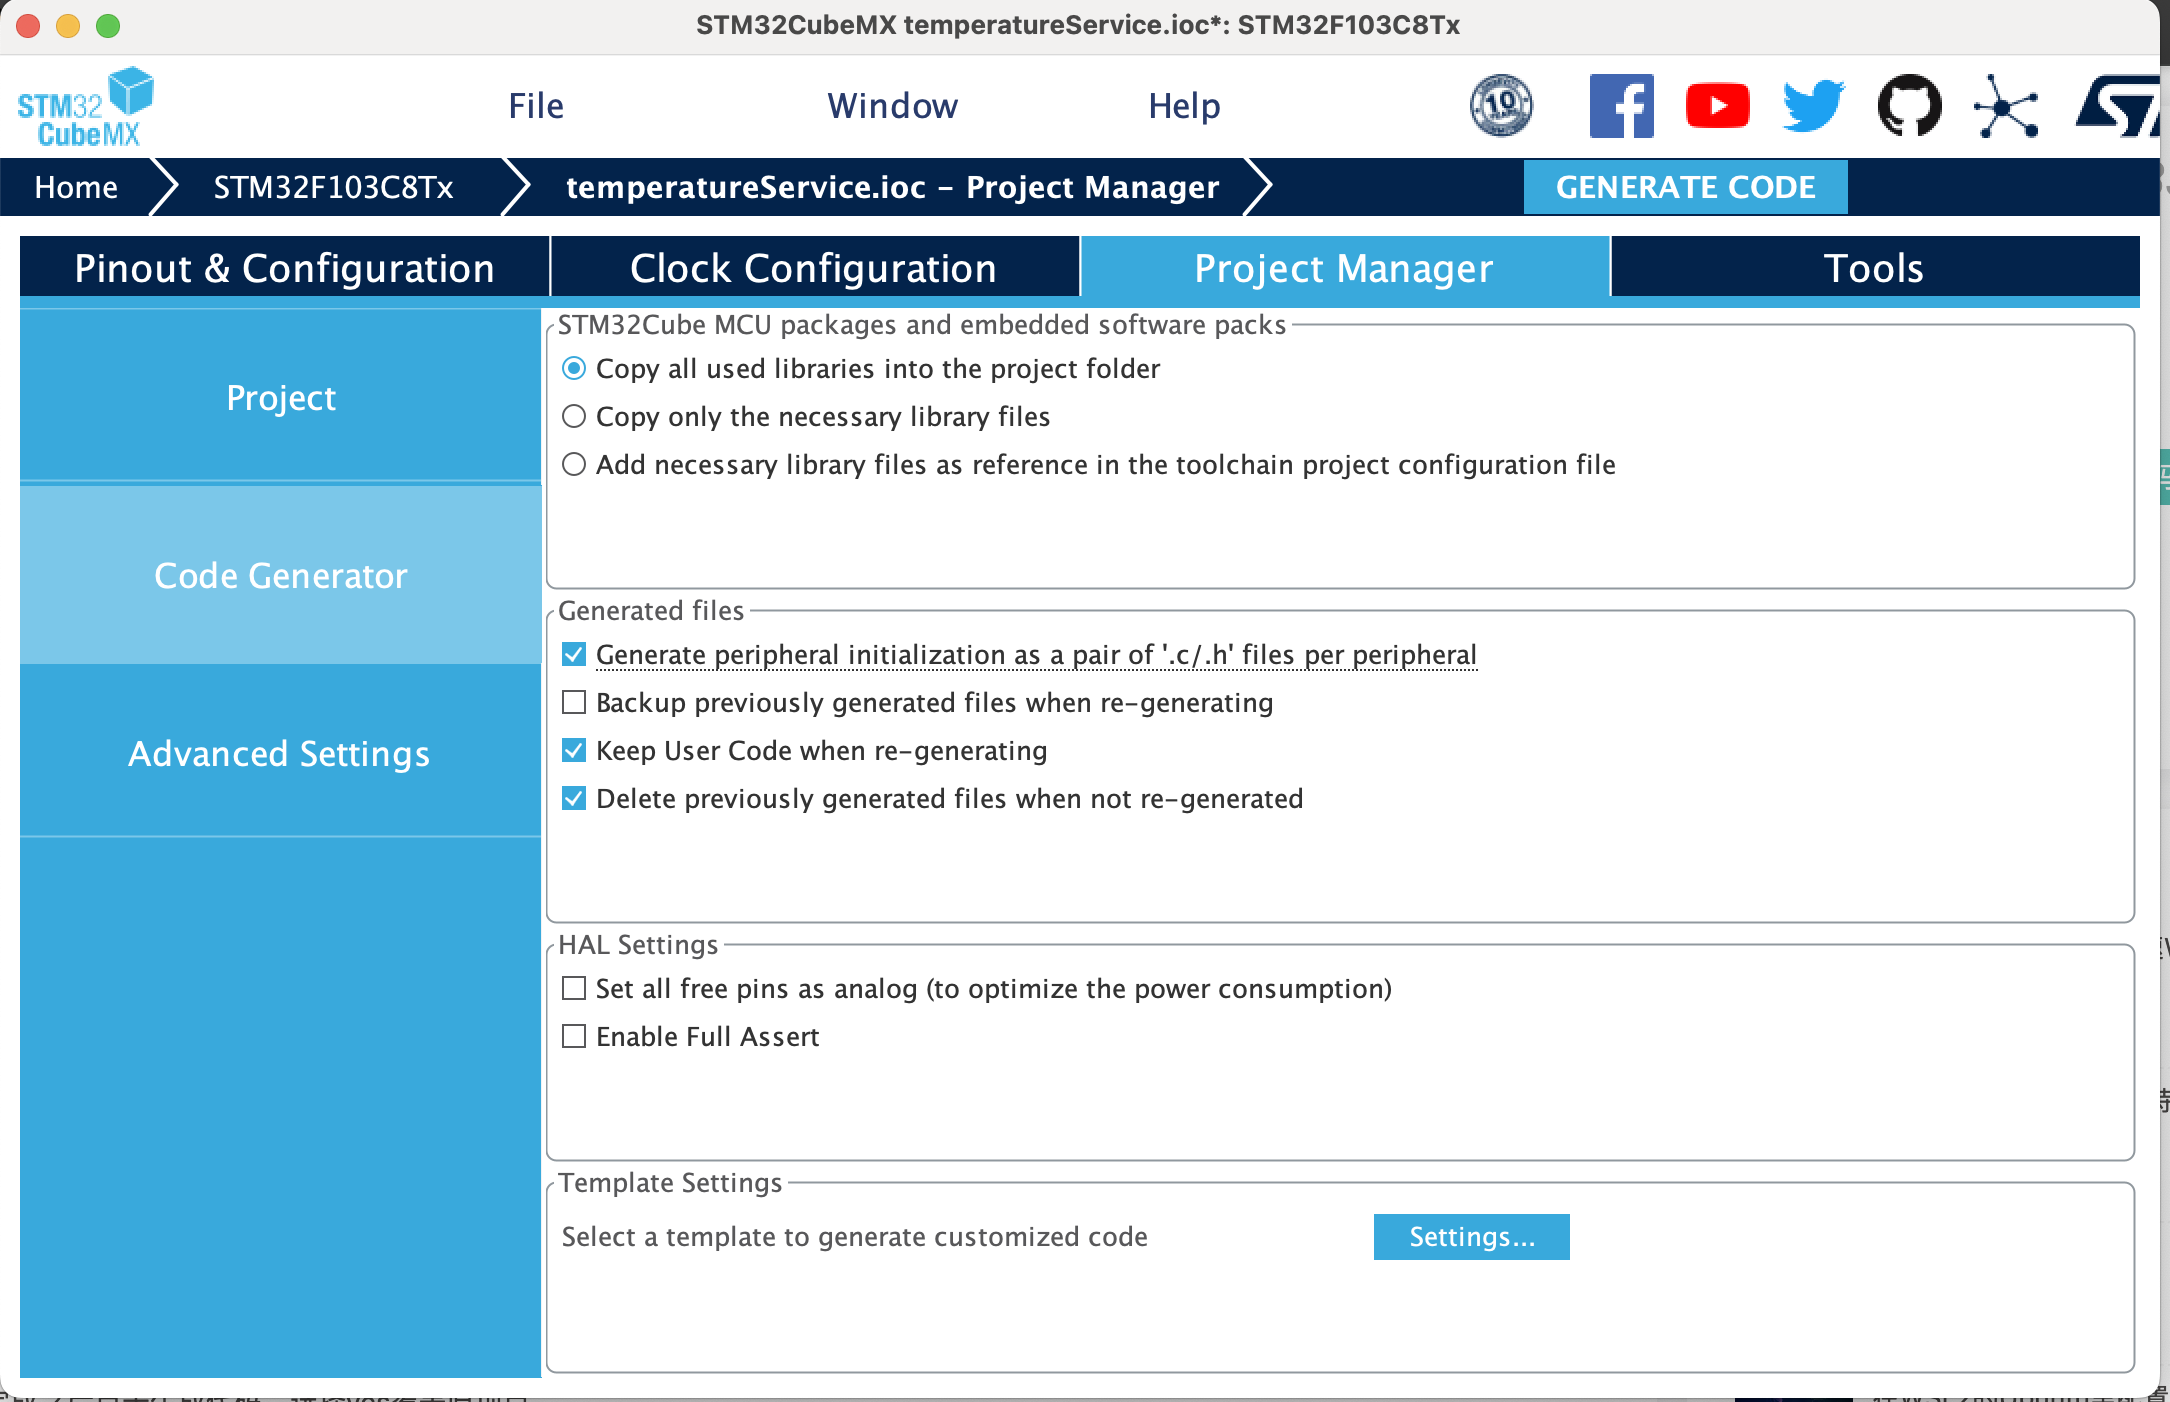 STM32CubeMX temperatureService.ioc*: STM32F103C8Tx
STM32
CubeMX
File
Window
Help
10
YEARS
Home
STM32F103C8Tx
temperatureService.ioc – Project Manager
GENERATE CODE
Pinout & Configuration
Clock Configuration
Project Manager
Tools
Project
Code Generator
Advanced Settings
STM32Cube MCU packages and embedded software packs
Copy all used libraries into the project folder
Copy only the necessary library files
Add necessary library files as reference in the toolchain project configuration file
Generated files
Generate peripheral initialization as a pair of '.c/.h' files per peripheral
Backup previously generated files when re-generating
Keep User Code when re-generating
Delete previously generated files when not re-generated
HAL Settings
Set all free pins as analog (to optimize the power consumption)
Enable Full Assert
Template Settings
Select a template to generate customized code
Settings...